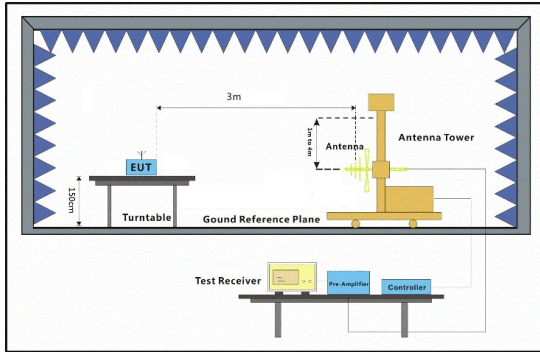 3m
1m to 4m
Antenna
Antenna Tower
EUT
150cm
Turntable
Gound Reference Plane
Test Receiver
Pre-Amplifier
Controller